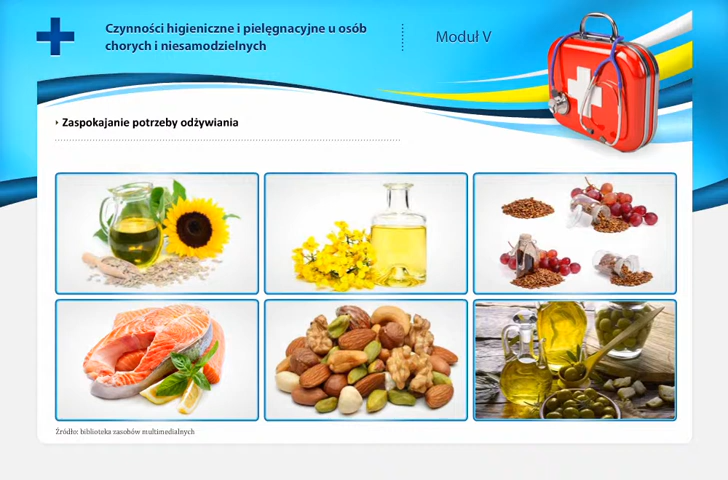 Czynności higieniczne i pielęgnacyjne u osób
chorych i niesamodzielnych
Moduł V
Zaspokajanie potrzeby odżywiania
Źródło: biblioteka zasobów multimedialnych